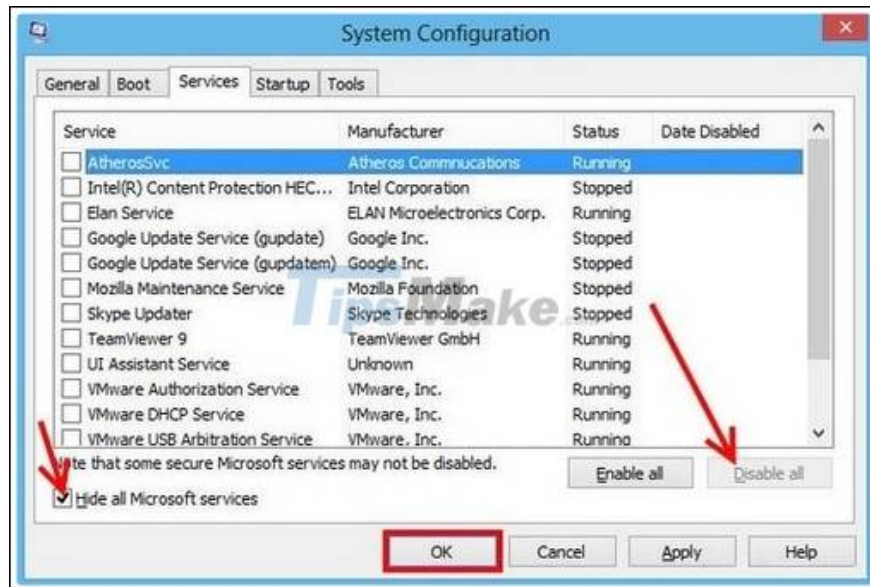 System Configuration
General Boot Services Startup Tools
Service Manufacturer Status Date Disabled
AtherosSvc Atheros Commnucations Running
Intel(R) Content Protection HEC... Intel Corporation Stopped
Elan Service ELAN Microelectronics Corp. Running
Google Update Service (gupdate) Google Inc. Stopped
Google Update Service (gupdatem) Google Inc. Stopped
Mozilla Maintenance Service Mozilla Foundation Stopped
TipsMake
Skype Updater Skype Technologies Stopped
TeamViewer 9 TeamViewer GmbH Running
UI Assistant Service Unknown Running
VMware Authorization Service VMware, Inc. Running
VMware DHCP Service VMware, Inc. Running
VMware USB Arbitration Service VMware, Inc. Running
Note that some secure Microsoft services may not be disabled.
Enable all Disable all
Hide all Microsoft services
OK Cancel Apply Help